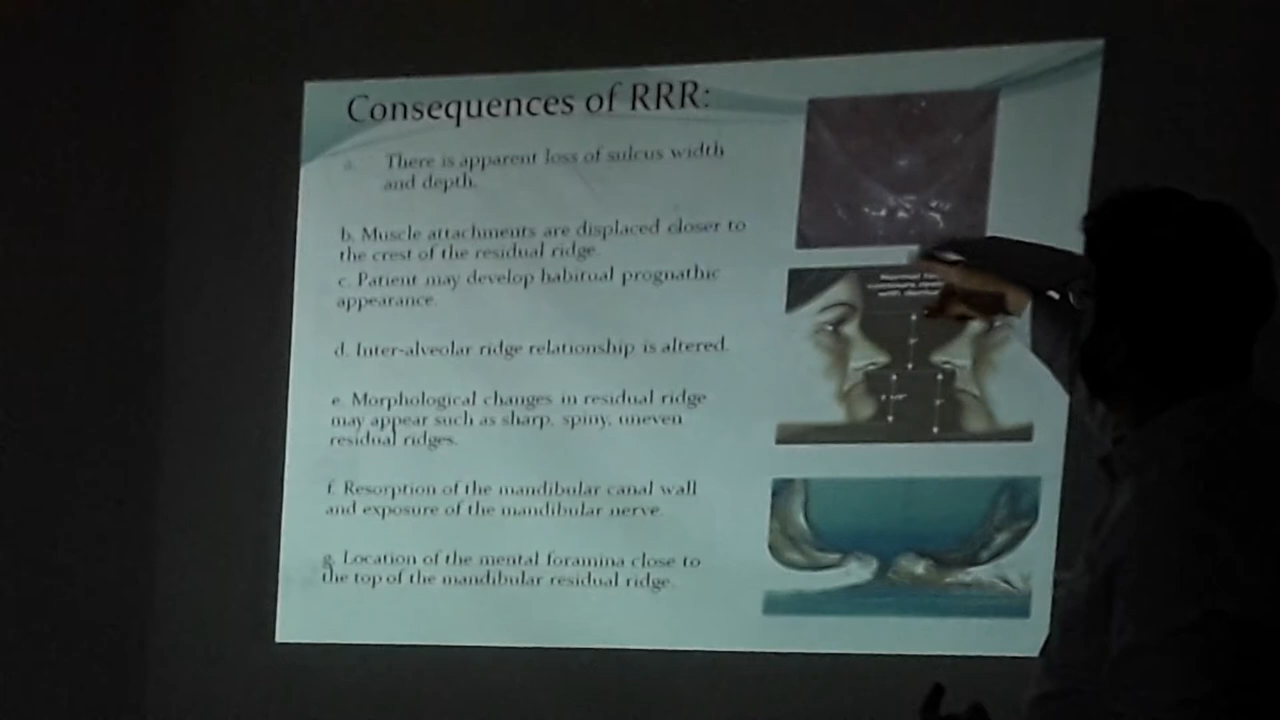 Consequences of RRR:
a. There is apparent loss of sulcus width
and depth.
b. Muscle attachments are displaced closer to
the crest of the residual ridge.
c. Patient may develop habitual prognathic
appearance.
d. Inter-alveolar ridge relationship is altered.
e. Morphological changes in residual ridge
may appear such as sharp, spiny, uneven
residual ridges.
f. Resorption of the mandibular canal wall
and exposure of the mandibular nerve.
g. Location of the mental foramina close to
the top of the mandibular residual ridge.
Normal